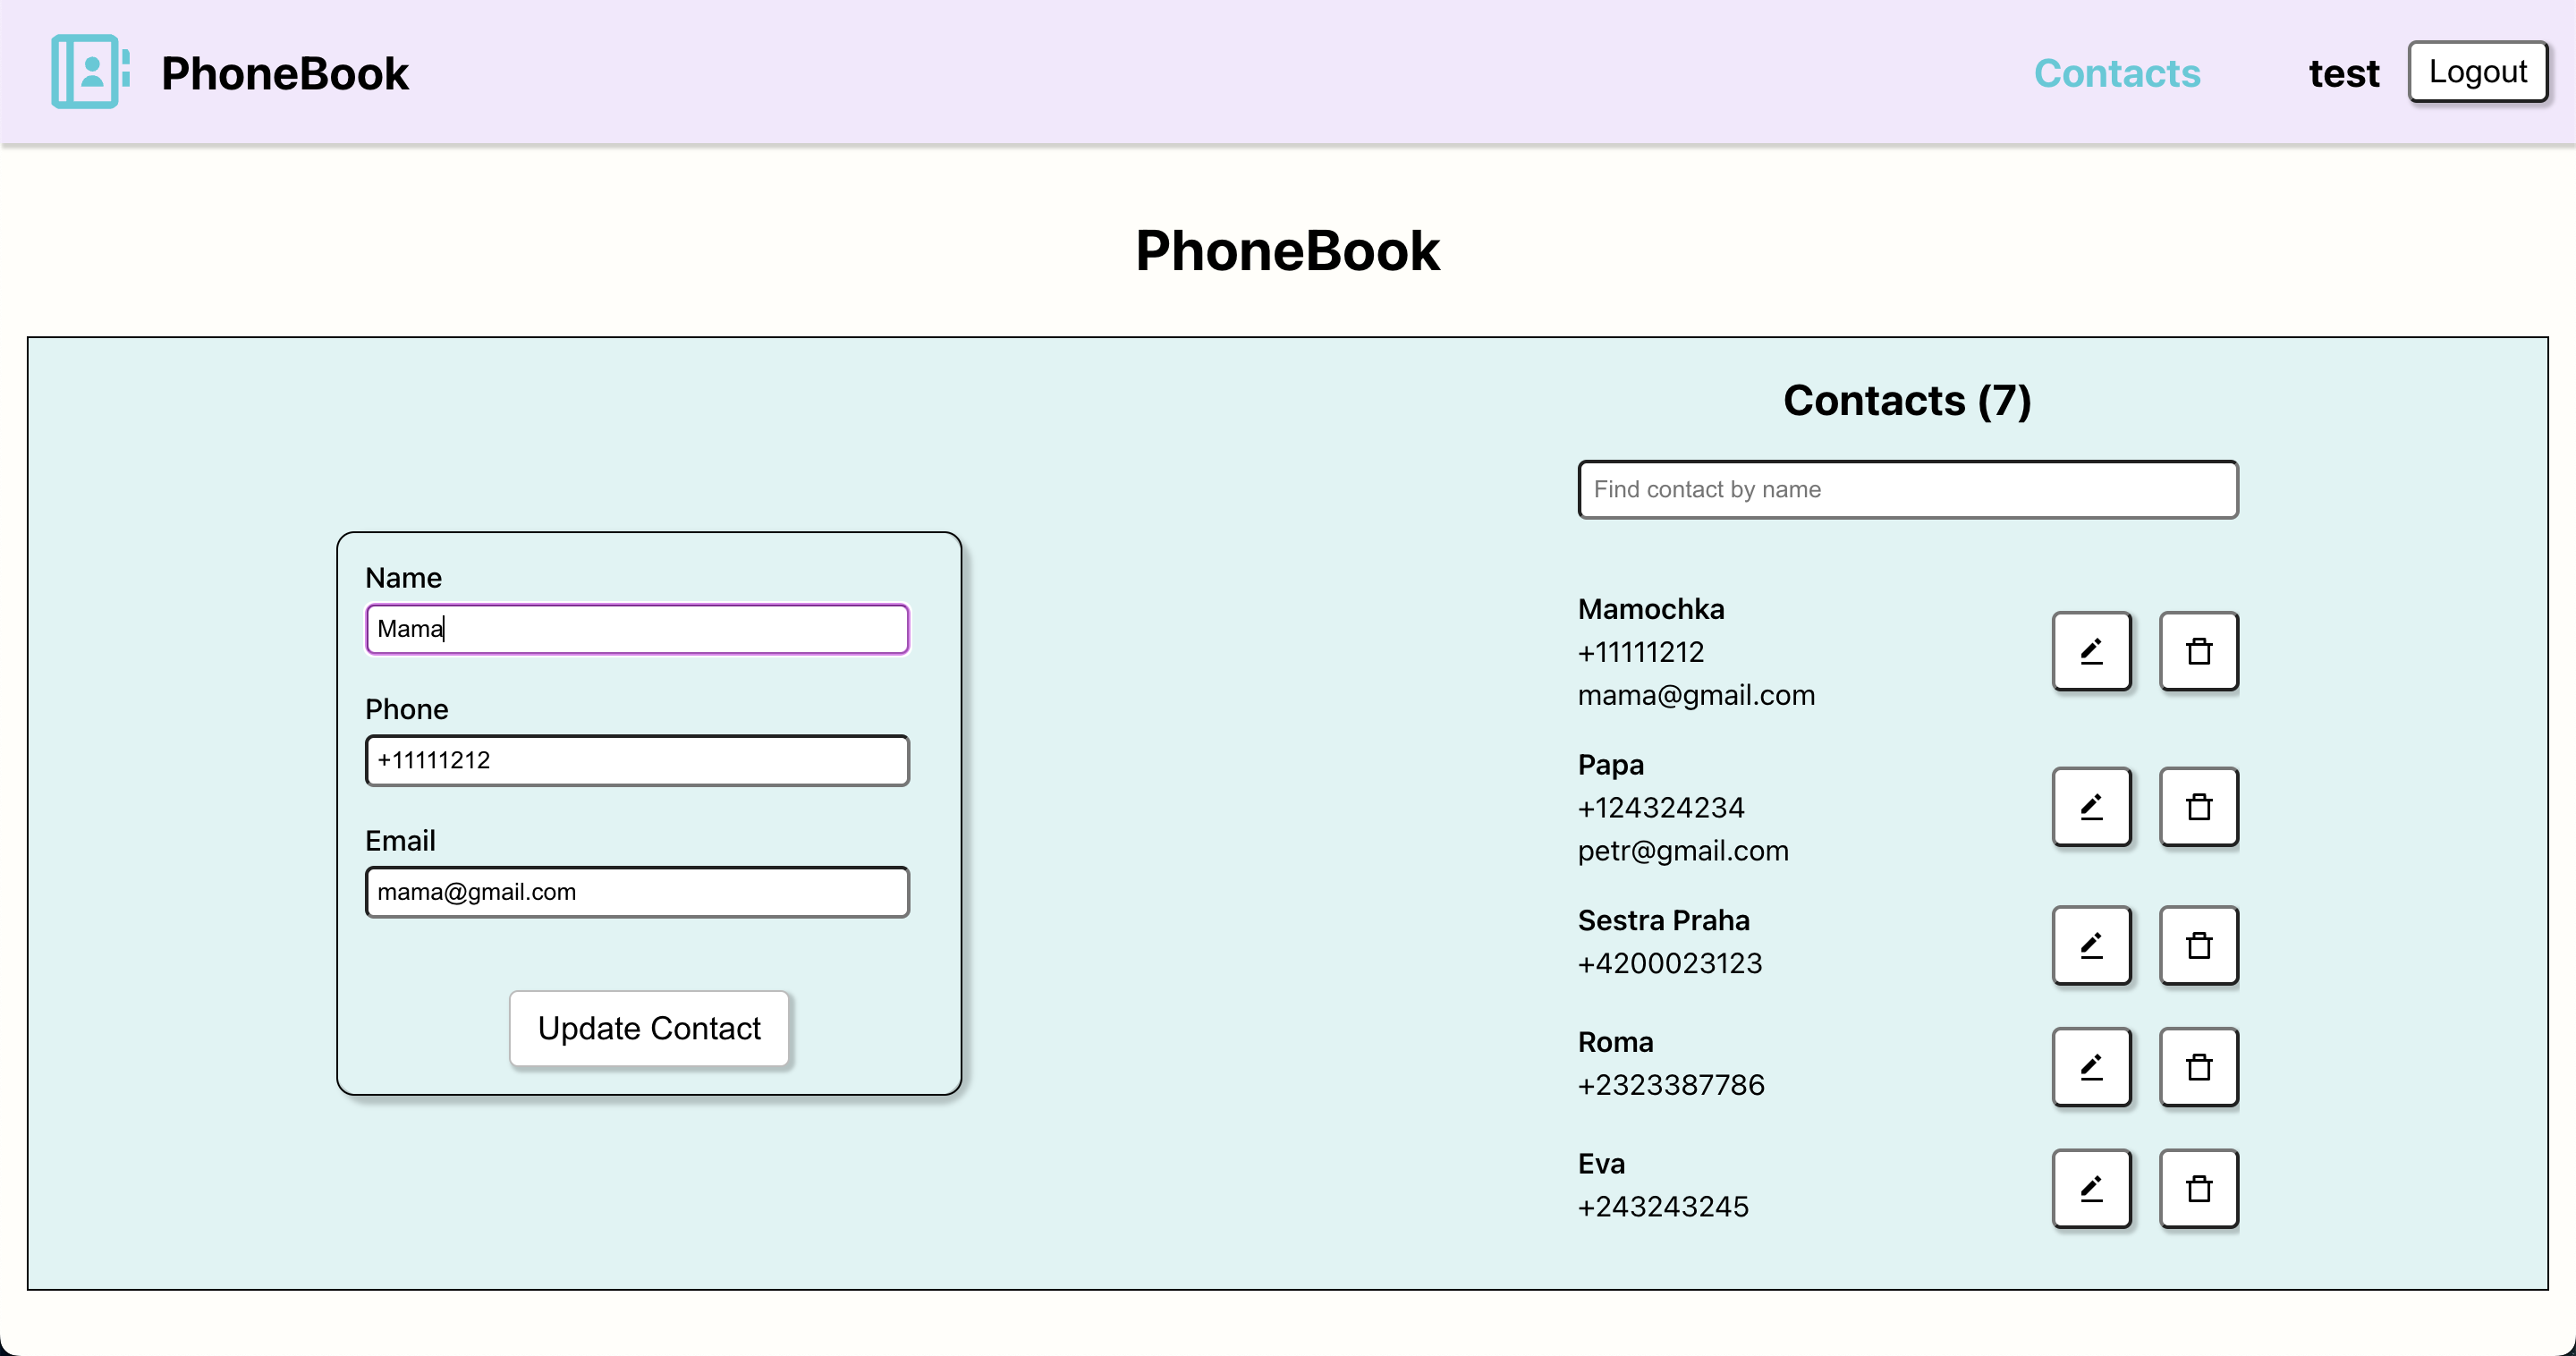 PhoneBook
Contacts
test
Logout
PhoneBook
Name
Mama
Phone
+11111212
Email
mama@gmail.com
Update Contact
Contacts (7)
Find contact by name
Mamochka
+11111212
mama@gmail.com
Papa
+124324234
petr@gmail.com
Sestra Praha
+4200023123
Roma
+2323387786
Eva
+243243245